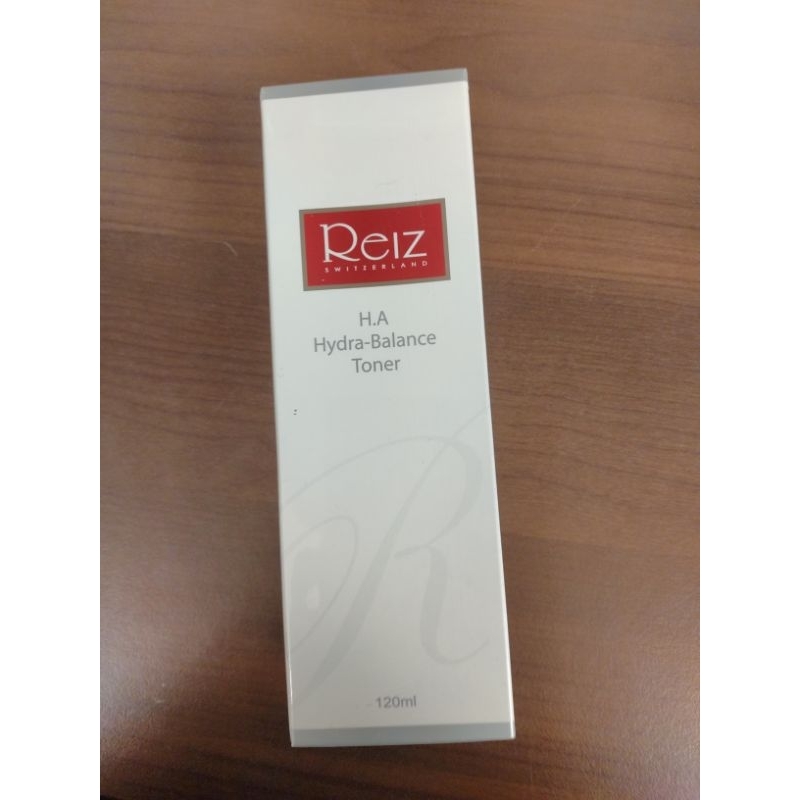 Reiz
SWITZERLAND
H.A
Hydra-Balance
Toner
R
120ml